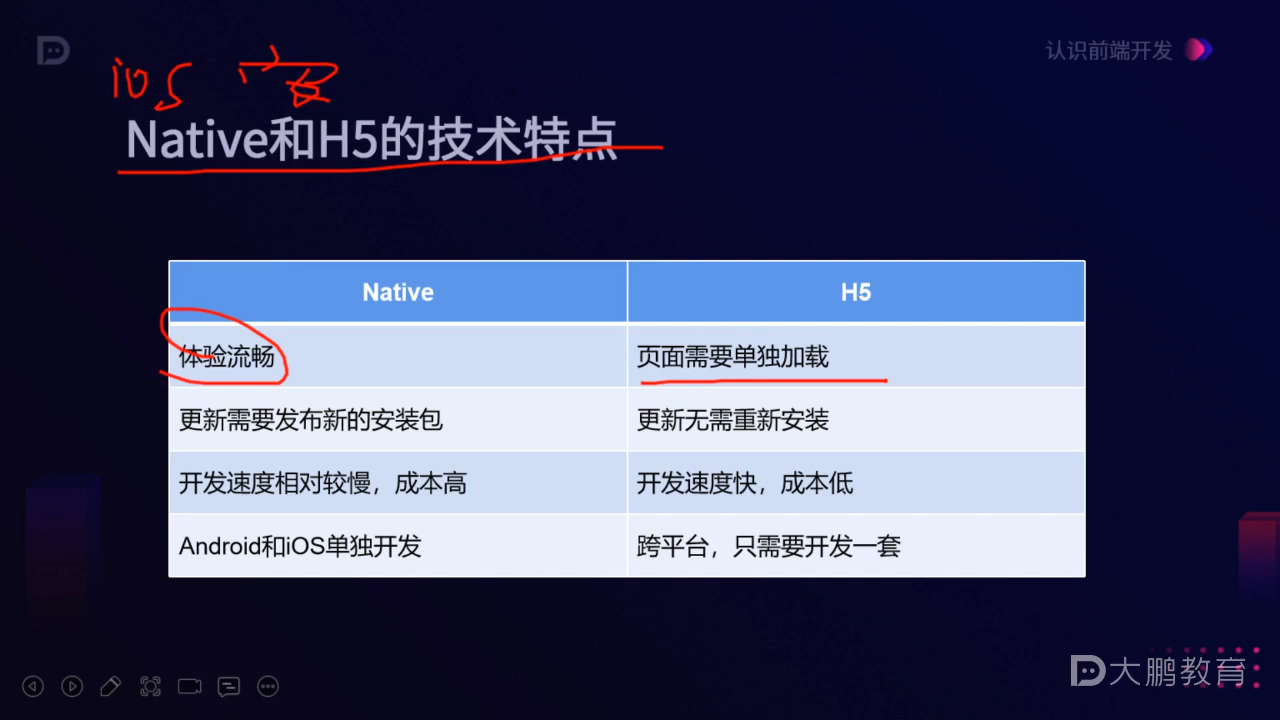 认识前端开发
iOS 安
Native和H5的技术特点
Native H5
体验流畅 页面需要单独加载
更新需要发布新的安装包 更新无需重新安装
开发速度相对较慢，成本高 开发速度快，成本低
Android和iOS单独开发 跨平台，只需要开发一套
大鹏教育